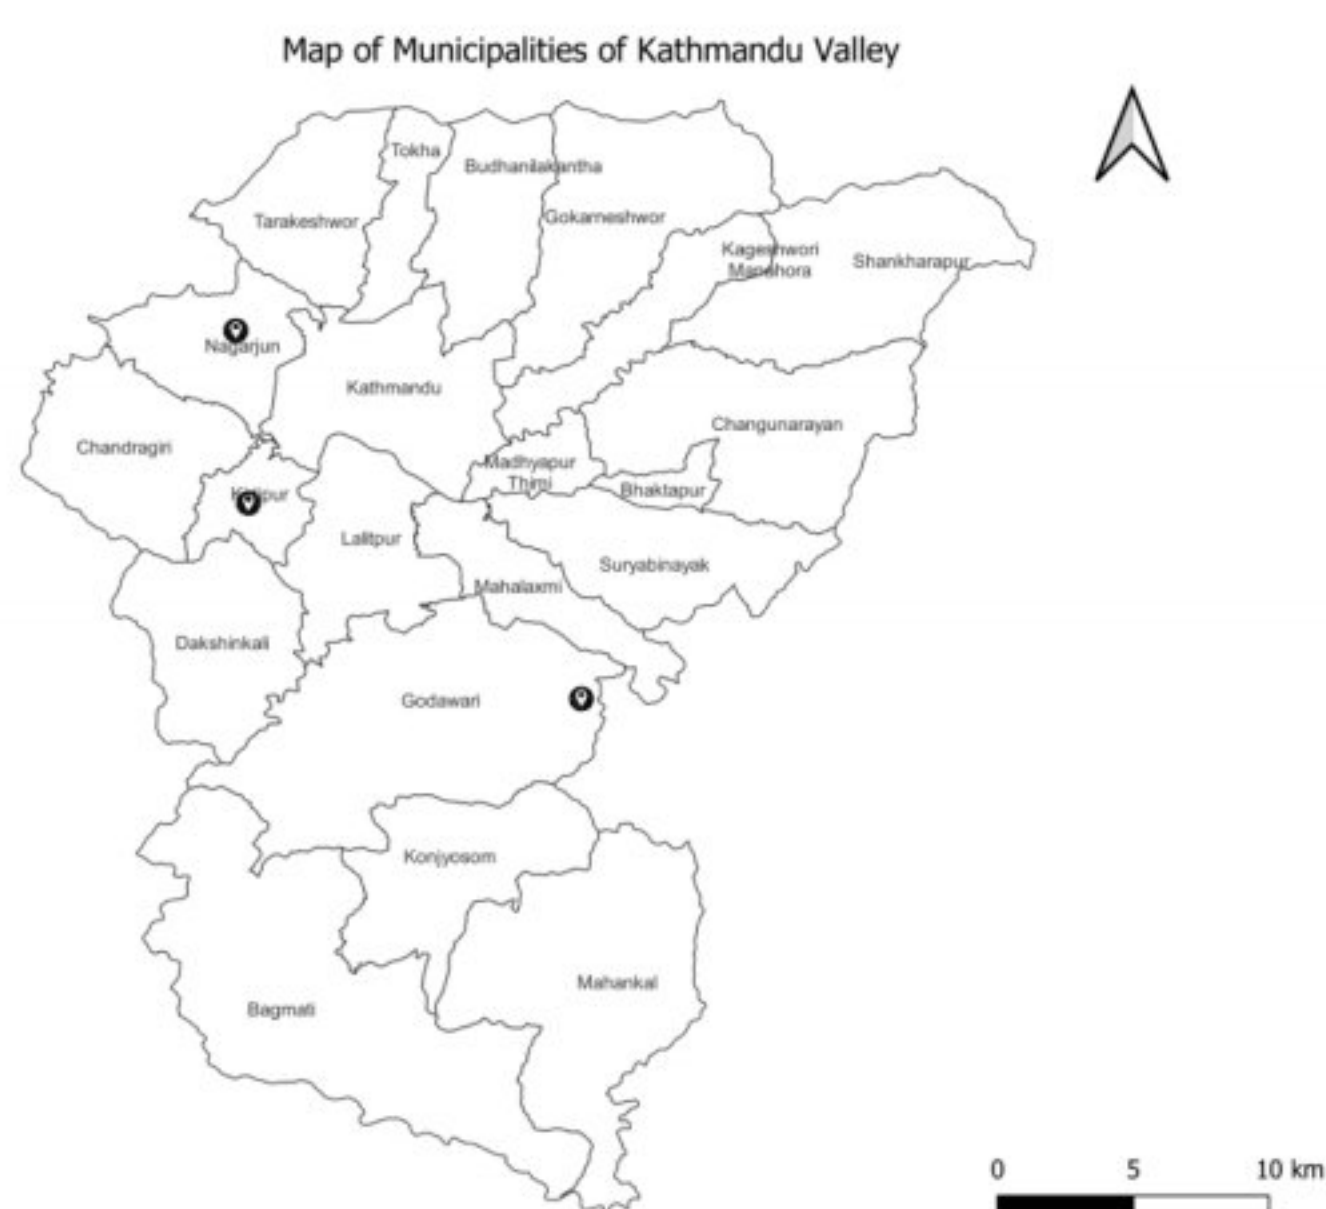 Map of Municipalities of Kathmandu Valley
Tokha
Budhanilakantha
Tarakeshwor
Gokarneshwor
Kageshwori
Manohora
Shankharapur
Nagarjun
Kathmandu
Chandragiri
Changunarayan
Madhyapur
Thimi
Bhaktapur
Kirtipur
Lalitpur
Suryabinayak
Mahalaxmi
Dakshinkali
Godawari
Konjyosom
Mahankal
Bagmati
0 5 10 km